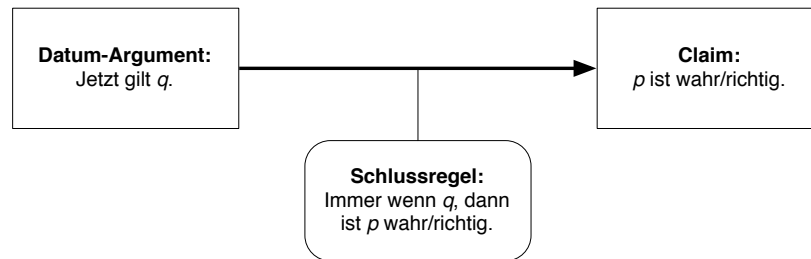 Datum-Argument:
Jetzt gilt q.
Claim:
p ist wahr/richtig.
Schlussregel:
Immer wenn q, dann
ist p wahr/richtig.